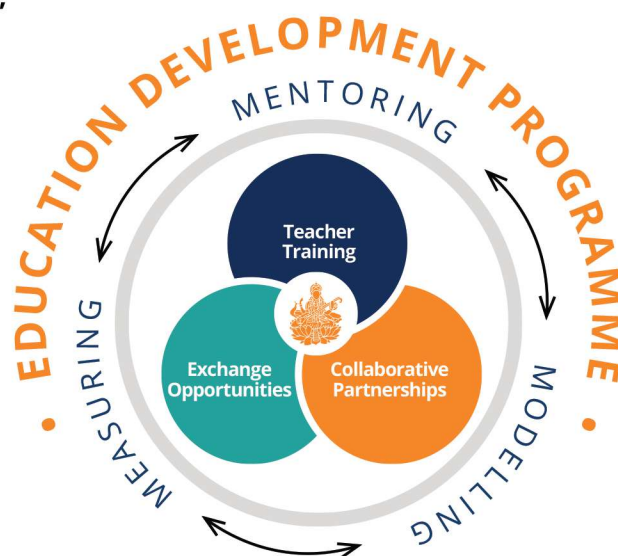 EDUCATION DEVELOPMENT PROGRAMME
MENTORING
Teacher
Training
Exchange
Opportunities
Collaborative
Partnerships
MEASURING
MODELLING